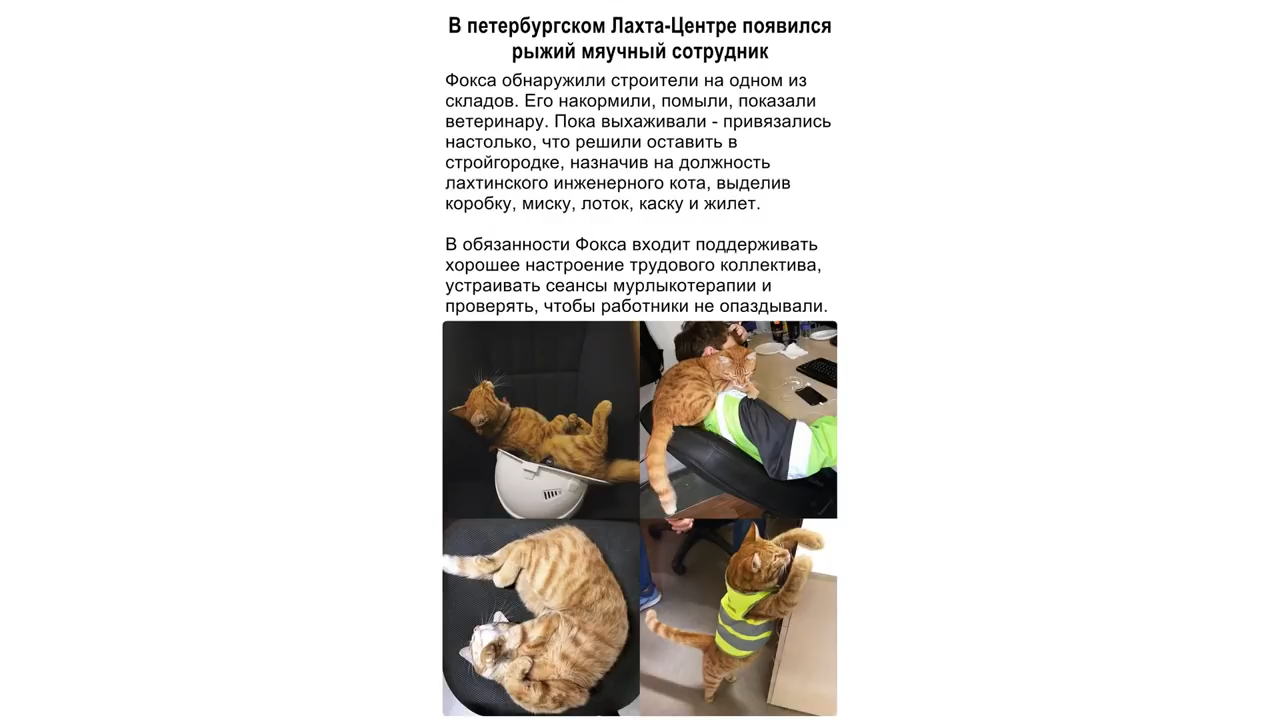 В петербургском Лахта-Центре появился
рыжий мяучный сотрудник
Фокса обнаружили строители на одном из
складов. Его накормили, помыли, показали
ветеринару. Пока выхаживали - привязались
настолько, что решили оставить в
стройгородке, назначив на должность
лахтинского инженерного кота, выделив
коробку, миску, лоток, каску и жилет.
В обязанности Фокса входит поддерживать
хорошее настроение трудового коллектива,
устраивать сеансы мурлыкотерапии и
проверять, чтобы работники не опаздывали.